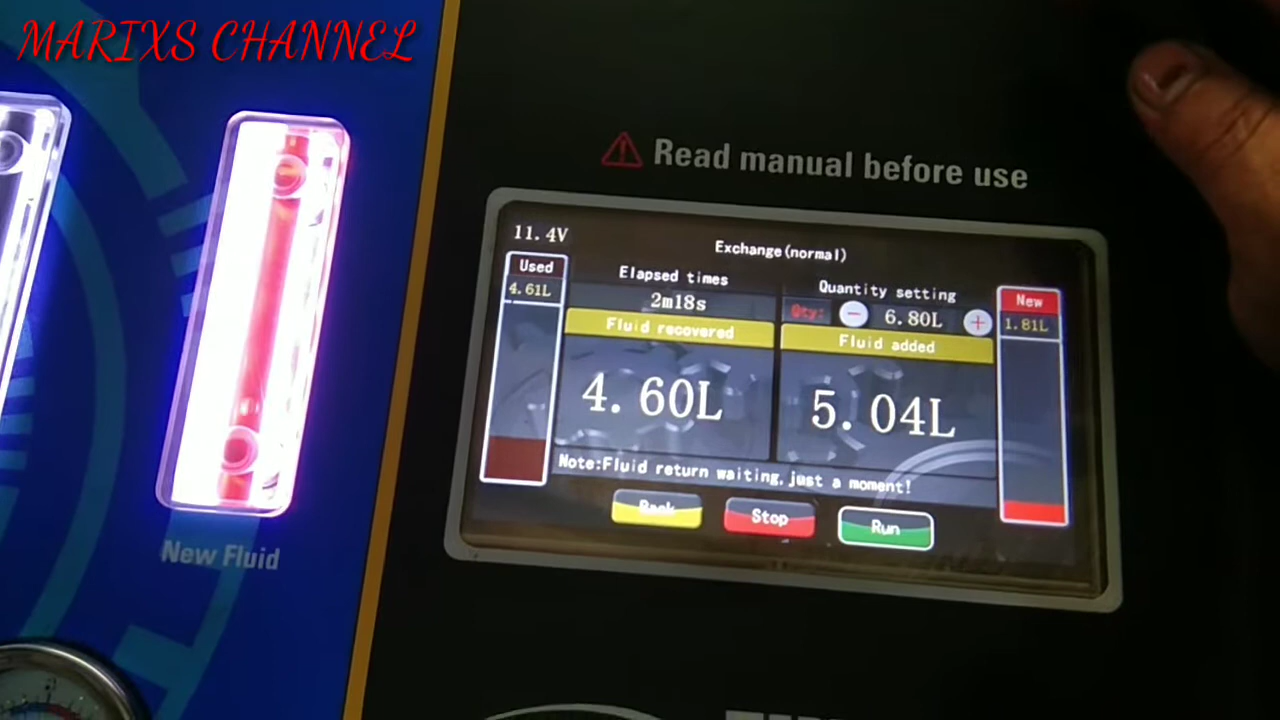 MARIXS CHANNEL
Read manual before use
11.4V
Exchange(normal)
Used
4.61L
Elapsed times
2m18s
Quantity setting
Qty:
6.80L
New
1.81L
Fluid recovered
Fluid added
4.60L
5.04L
Note:Fluid return waiting,just a moment!
Back
Stop
Run
New Fluid